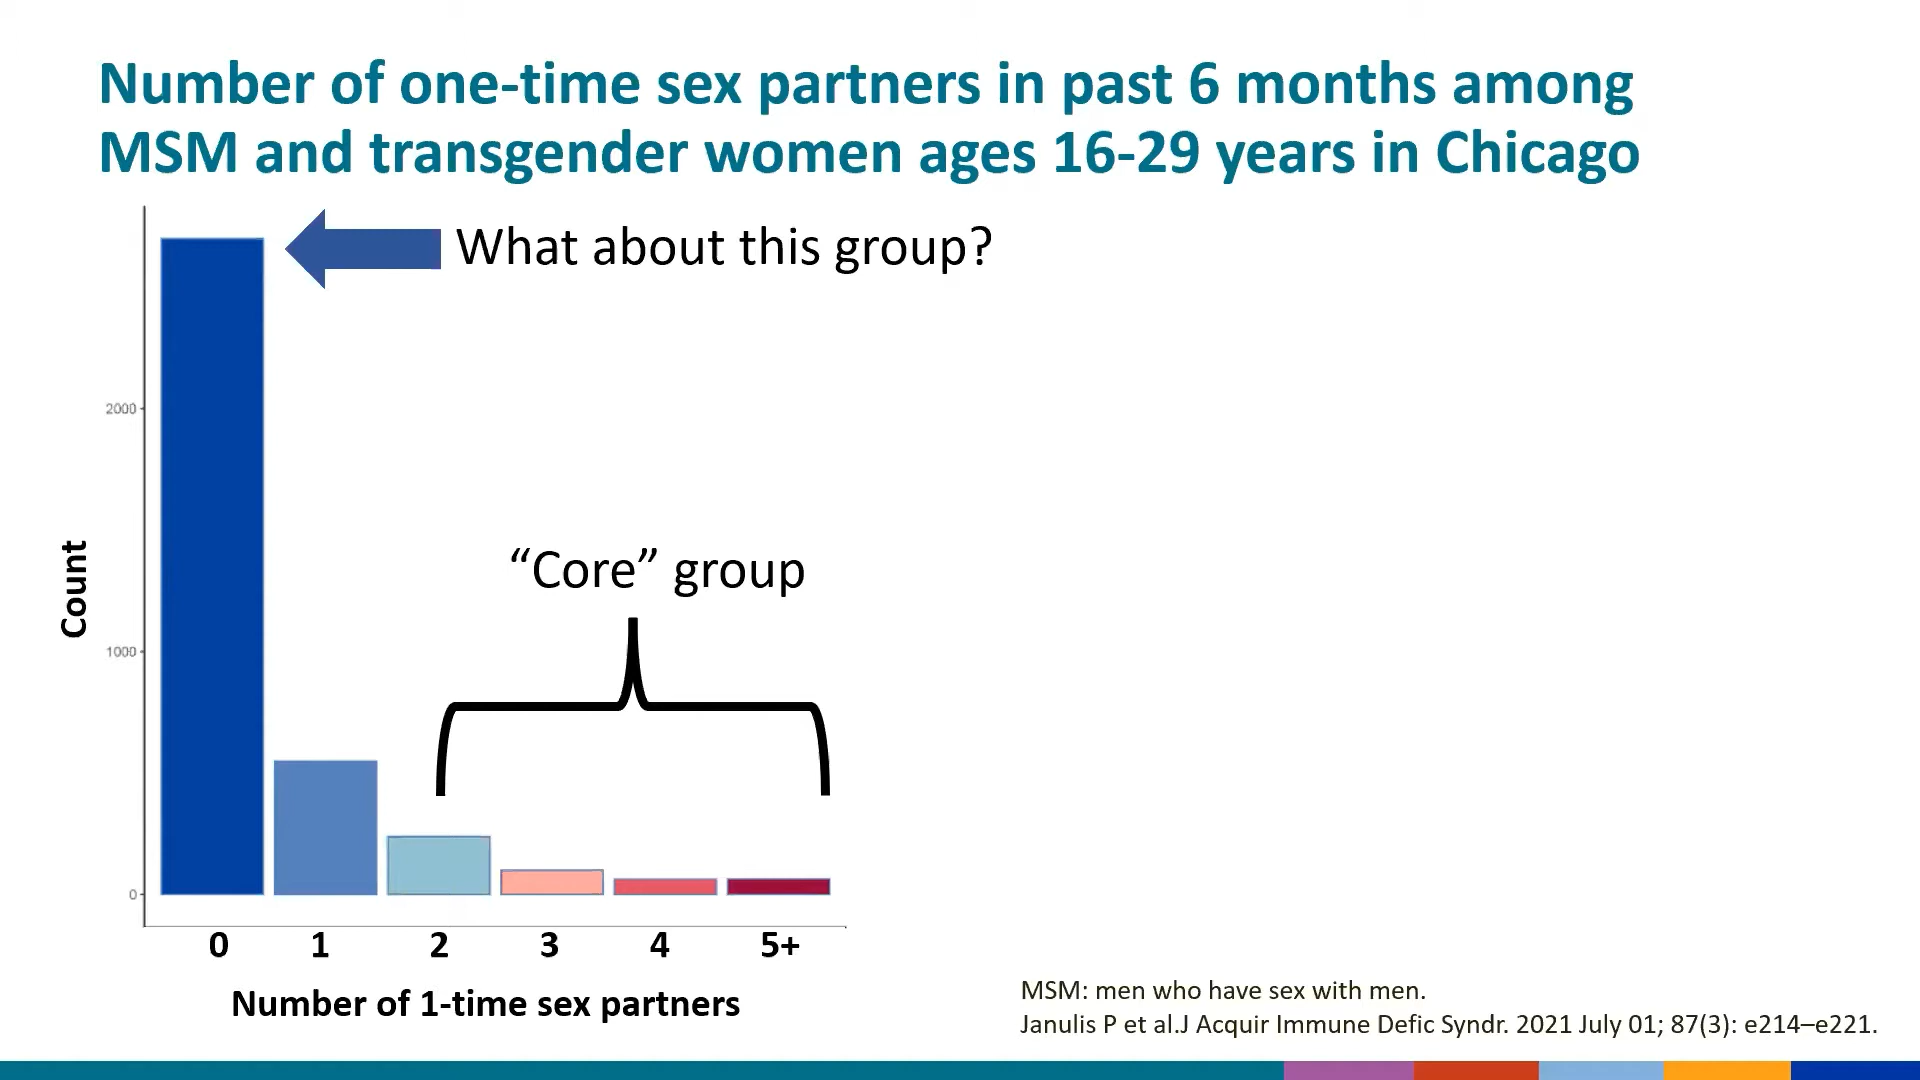 Number of one-time sex partners in past 6 months among
MSM and transgender women ages 16-29 years in Chicago
What about this group?
2000
“Core” group
Count
1000
0
0 1 2 3 4 5+
Number of 1-time sex partners
MSM: men who have sex with men.
Janulis P et al.J Acquir Immune Defic Syndr. 2021 July 01; 87(3): e214–e221.